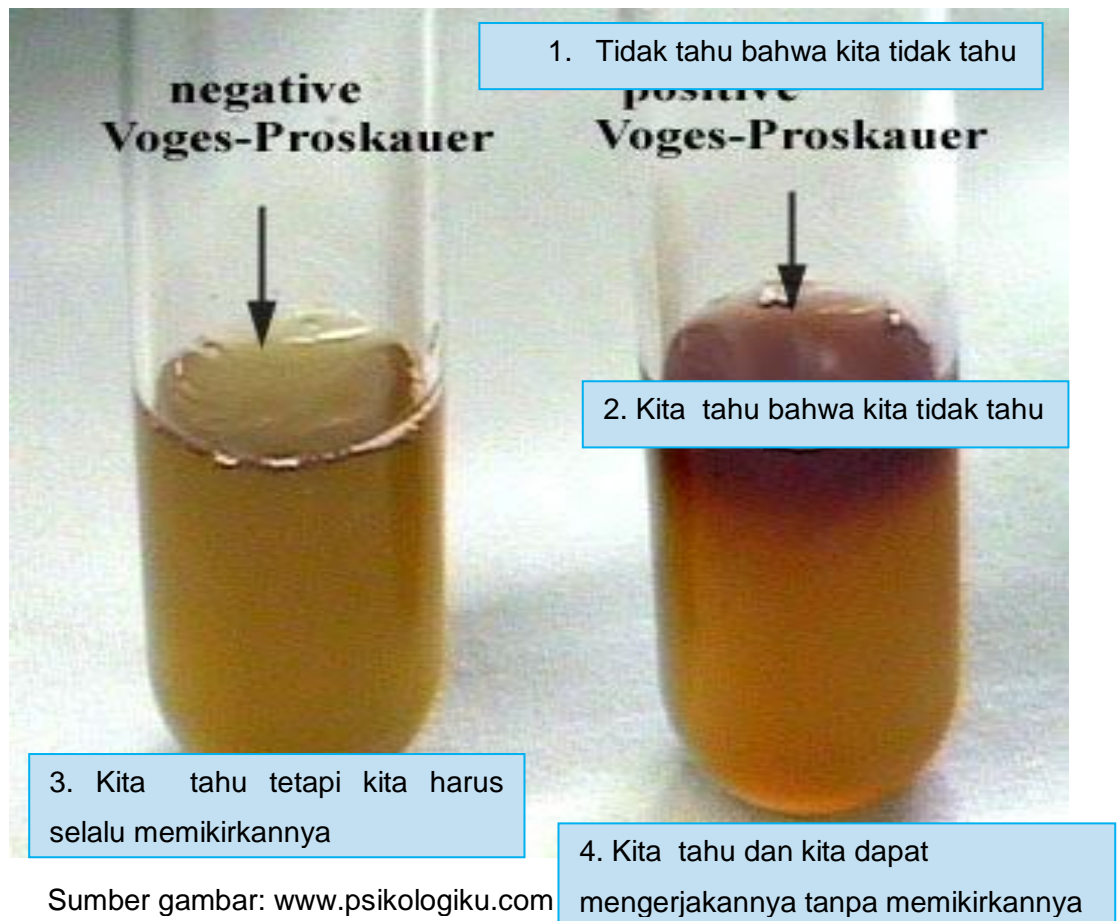 1. Tidak tahu bahwa kita tidak tahu
negative
Voges-Proskauer
positive
Voges-Proskauer
2. Kita tahu bahwa kita tidak tahu
3. Kita tahu tetapi kita harus
selalu memikirkannya
4. Kita tahu dan kita dapat
mengerjakannya tanpa memikirkannya
Sumber gambar: www.psikologiku.com